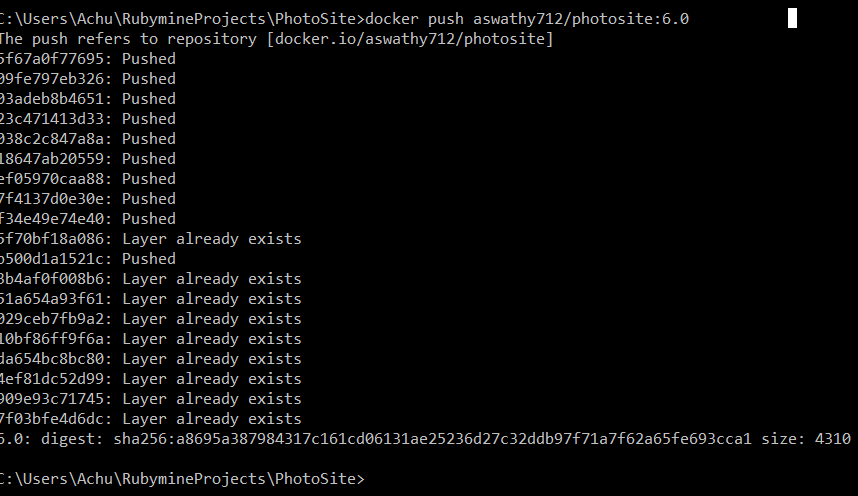 C:\Users\Achu\RubymineProjects\PhotoSite>docker push aswathy712/photosite:6.0
The push refers to repository [docker.io/aswathy712/photosite]
5f67a0f77695: Pushed
09fe797eb326: Pushed
03adeb8b4651: Pushed
23c471413d33: Pushed
038c2c847a8a: Pushed
18647ab20559: Pushed
ef05970caa88: Pushed
7f4137d0e30e: Pushed
f34e49e74e40: Pushed
5f70bf18a086: Layer already exists
b500d1a1521c: Pushed
3b4af0f008b6: Layer already exists
51a654a93f61: Layer already exists
029ceb7fb9a2: Layer already exists
10bf86ff9f6a: Layer already exists
da654bc8bc80: Layer already exists
4ef81dc52d99: Layer already exists
909e93c71745: Layer already exists
7f03bfe4d6dc: Layer already exists
6.0: digest: sha256:a8695a387984317c161cd06131ae25236d27c32ddb97f71a7f62a65fe693cca1 size: 4310
C:\Users\Achu\RubymineProjects\PhotoSite>